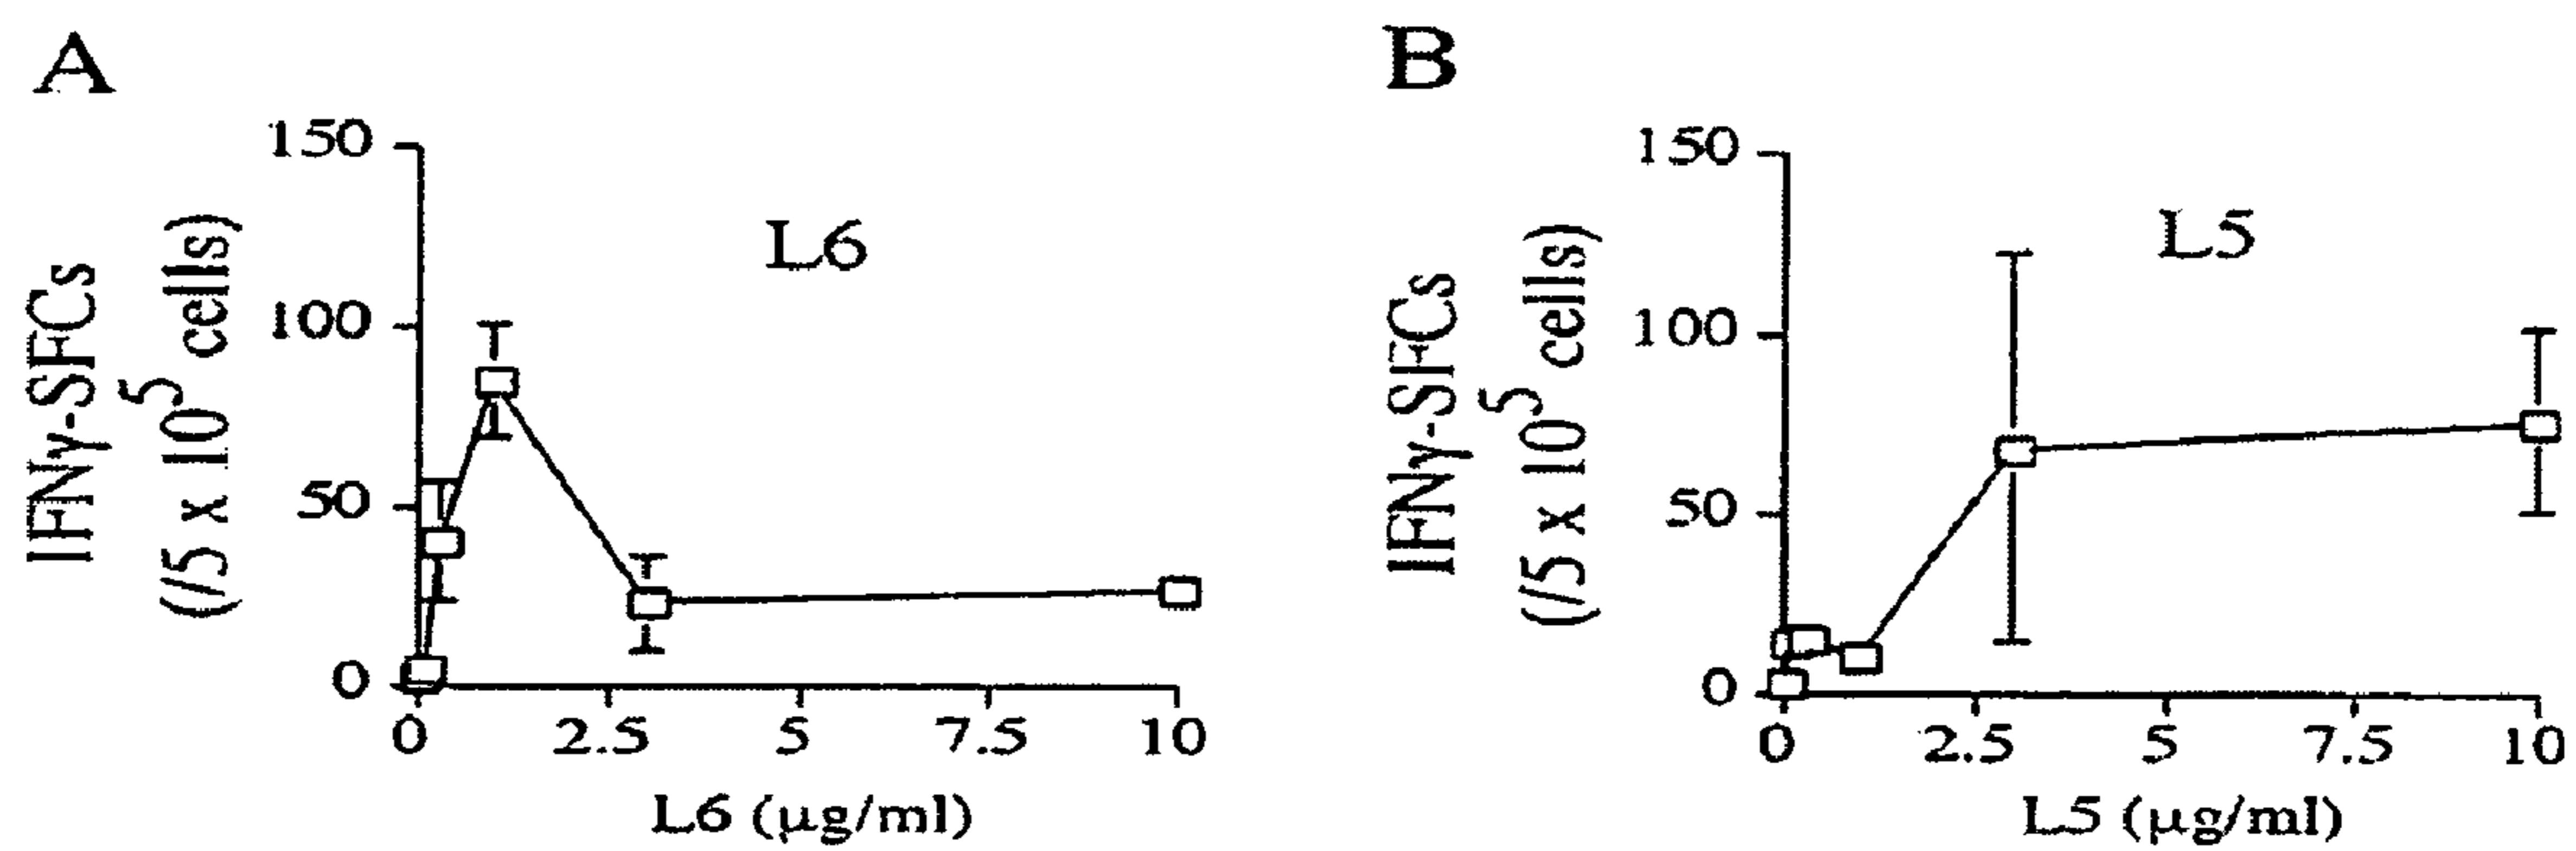 A
150
100
50
0
IFNγ-SFCs
(/5 x 10^5 cells)
L6
0 2.5 5 7.5 10
L6 (μg/ml)
B
150
100
50
0
IFNγ-SFCs
(/5 x 10^5 cells)
L5
0 2.5 5 7.5 10
L5 (μg/ml)